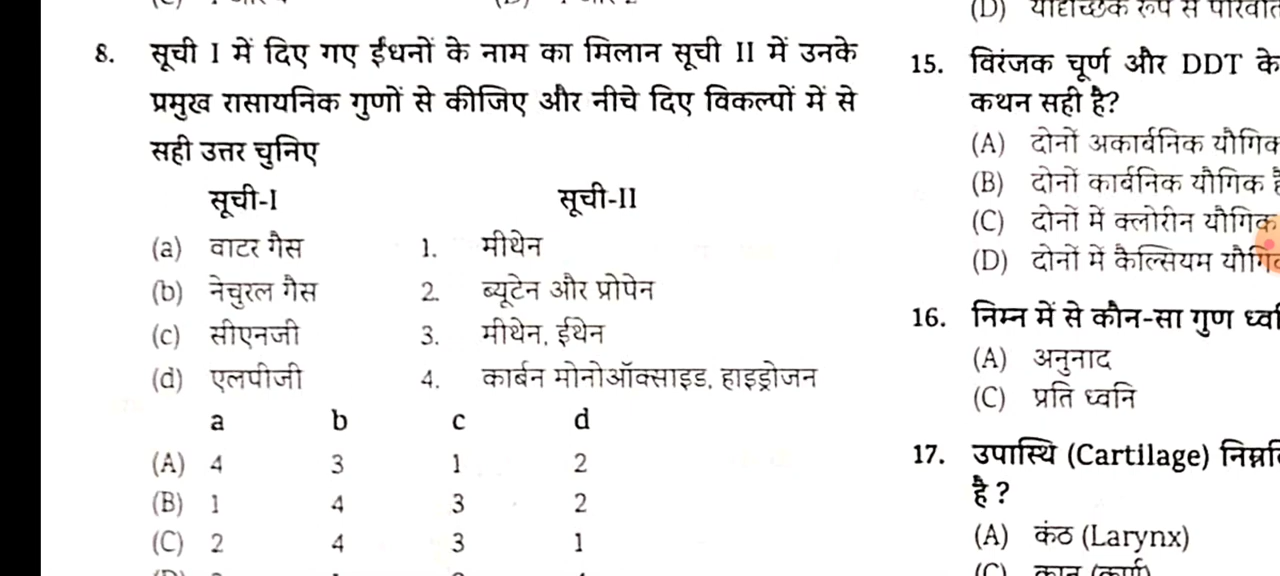 8. सूची I में दिए गए ईंधनों के नाम का मिलान सूची II में उनके
प्रमुख रासायनिक गुणों से कीजिए और नीचे दिए विकल्पों में से
सही उत्तर चुनिए
सूची-I सूची-II
(a) वाटर गैस 1. मीथेन
(b) नेचुरल गैस 2. ब्यूटेन और प्रोपेन
(c) सीएनजी 3. मीथेन, ईथेन
(d) एलपीजी 4. कार्बन मोनोऑक्साइड, हाइड्रोजन
a b c d
(A) 4 3 1 2
(B) 1 4 3 2
(C) 2 4 3 1
15. विरंजक चूर्ण और DDT के
कथन सही है?
(A) दोनों अकार्बनिक यौगिक
(B) दोनों कार्बनिक यौगिक
(C) दोनों में क्लोरीन यौगिक
(D) दोनों में कैल्सियम
16. निम्न में से कौन-सा गुण
(A) अनुनाद
(C) प्रति ध्वनि
17. उपास्थि (Cartilage)
है ?
(A) कंठ (Larynx)